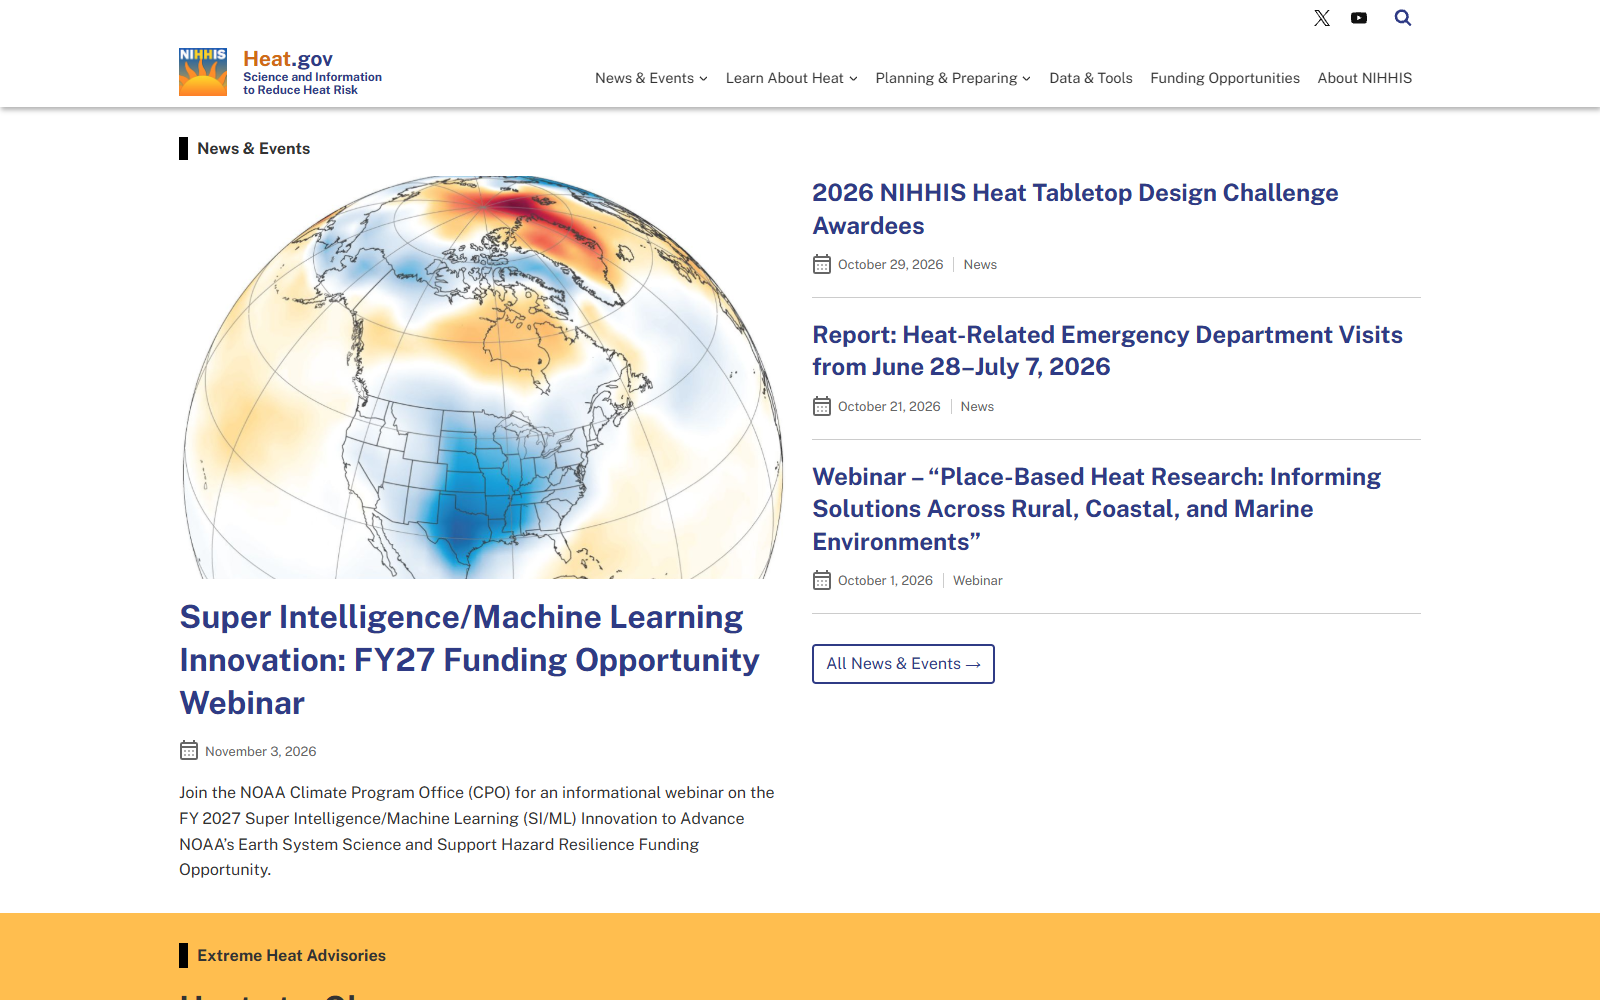 NIHHIS
Heat.gov
Science and Information
to Reduce Heat Risk
News & Events
Learn About Heat
Planning & Preparing
Data & Tools
Funding Opportunities
About NIHHIS
News & Events
Super Intelligence/Machine Learning
Innovation: FY27 Funding Opportunity
Webinar
November 3, 2026
Join the NOAA Climate Program Office (CPO) for an informational webinar on the
FY 2027 Super Intelligence/Machine Learning (SI/ML) Innovation to Advance
NOAA’s Earth System Science and Support Hazard Resilience Funding
Opportunity.
2026 NIHHIS Heat Tabletop Design Challenge
Awardees
October 29, 2026 | News
Report: Heat-Related Emergency Department Visits
from June 28–July 7, 2026
October 21, 2026 | News
Webinar – “Place-Based Heat Research: Informing
Solutions Across Rural, Coastal, and Marine
Environments”
October 1, 2026 | Webinar
All News & Events →
Extreme Heat Advisories